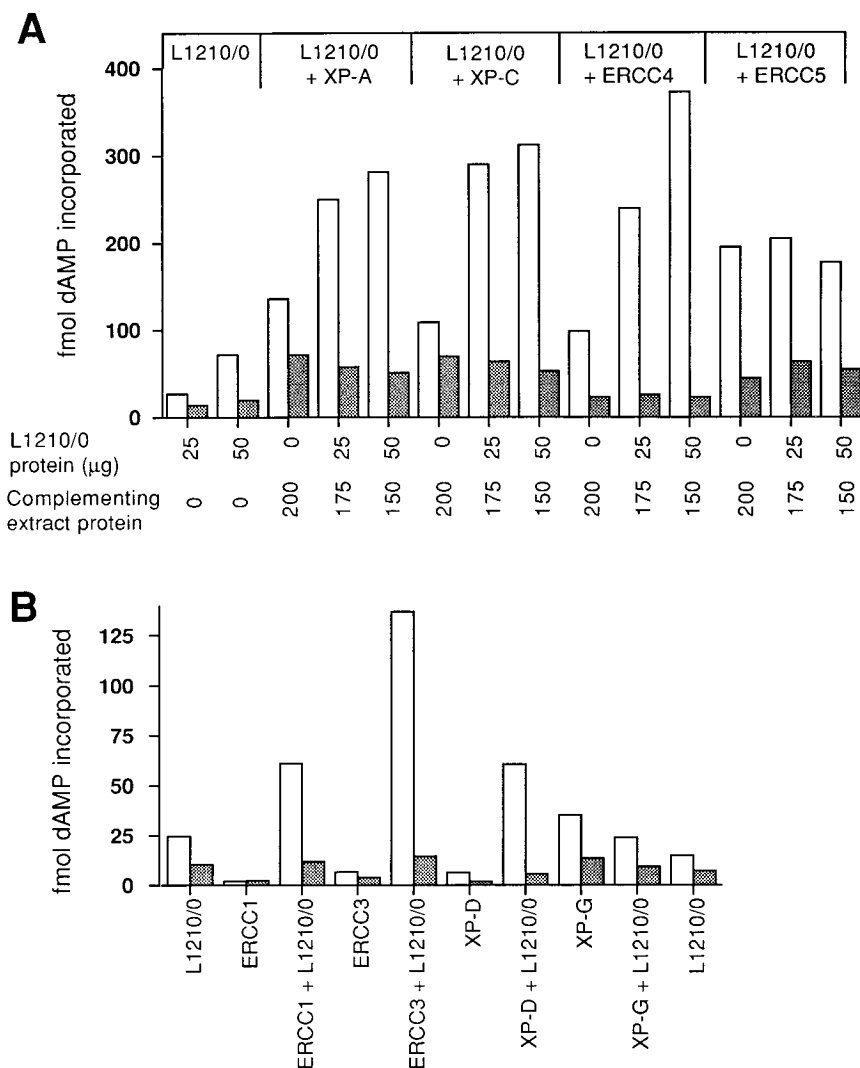 A
L1210/0
L1210/0
+ XP-A
L1210/0
+ XP-C
L1210/0
+ ERCC4
L1210/0
+ ERCC5
fmol dAMP incorporated
400
300
200
100
0
L1210/0
protein (μg)
25 50 0 25 50 0 25 50 0 25 50 0 25 50
Complementing
extract protein
0 0 200 175 150 200 175 150 200 175 150 200 175 150
B
fmol dAMP incorporated
125
100
75
50
25
0
L1210/0
ERCC1
ERCC1 + L1210/0
ERCC3
ERCC3 + L1210/0
XP-D
XP-D + L1210/0
XP-G
XP-G + L1210/0
L1210/0